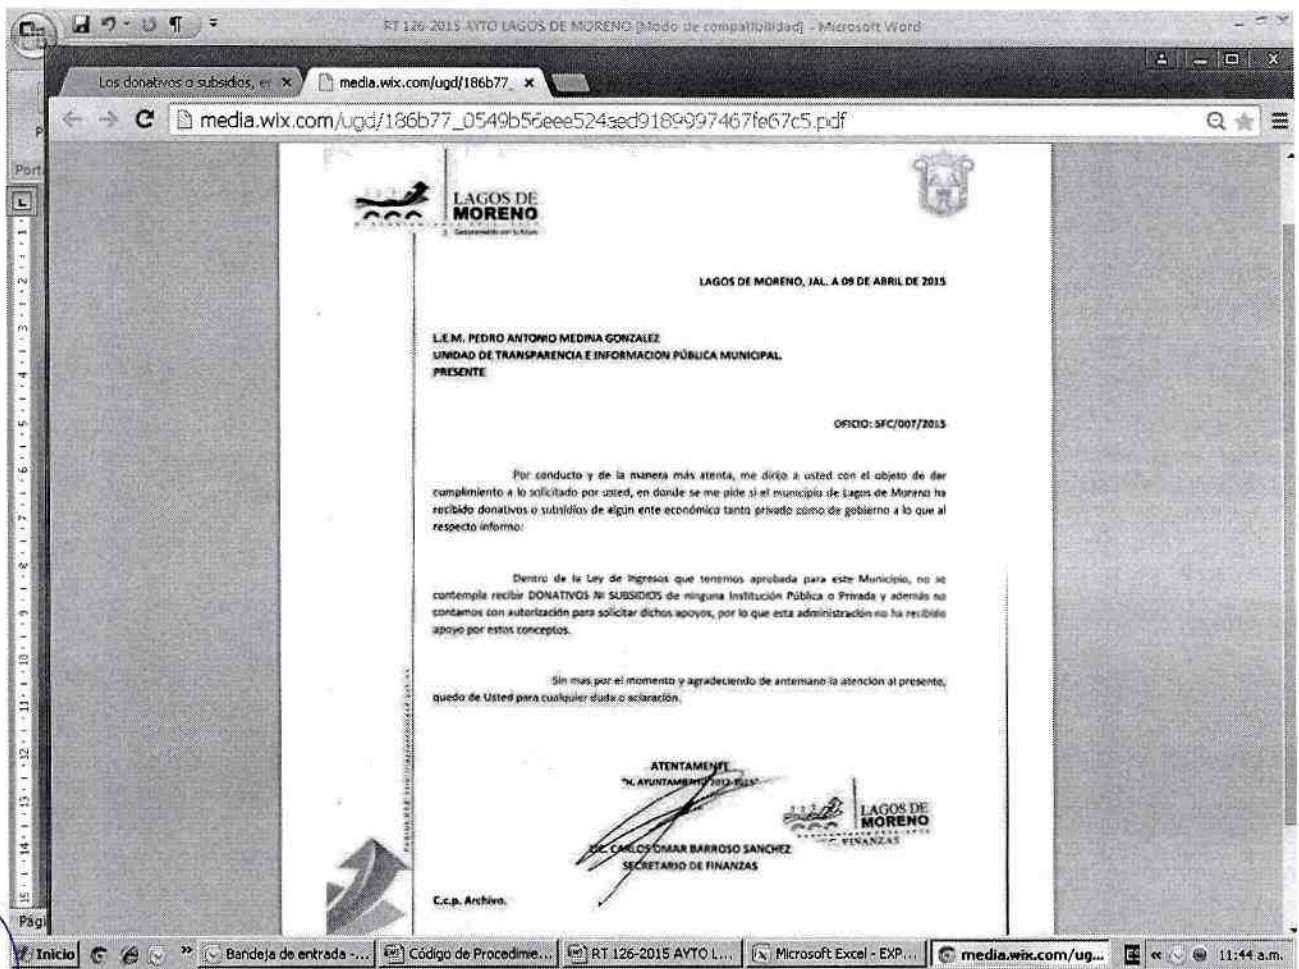 RT 126-2015 AYTO LAGOS DE MORENO [Modo de compatibilidad] - Microsoft Word
Los donativos o subsidios, en
media.wix.com/ugd/186b77_
media.wix.com/ugd/186b77_0549b56eee524aed9189997467fe67c5.pdf
LAGOS DE
MORENO
LAGOS DE MORENO, JAL. A 09 DE ABRIL DE 2015
L.E.M. PEDRO ANTONIO MEDINA GONZALEZ
UNIDAD DE TRANSPARENCIA E INFORMACION PÚBLICA MUNICIPAL.
PRESENTE
OFICIO: SFC/007/2015
Por conducto y de la manera más atenta, me dirijo a usted con el objeto de dar
cumplimiento a lo solicitado por usted, en donde se me pide si el municipio de Lagos de Moreno ha
recibido donativos o subsidios de algún ente económico tanto privado como de gobierno a lo que al
respecto informo:
Dentro de la Ley de Ingresos que tenemos aprobada para este Municipio, no se
contempla recibir DONATIVOS NI SUBSIDIOS de ninguna Institución Pública o Privada y además no
contamos con autorización para solicitar dichos apoyos, por lo que esta administración no ha recibido
apoyo por estos conceptos.
Sin mas por el momento y agradeciendo de antemano la atención al presente,
quedo de Usted para cualquier duda o aclaración.
ATENTAMENTE
"H. AYUNTAMIENTO 2012-2015"
LAGOS DE
MORENO
FINANZAS
LIC. CARLOS OMAR BARROSO SANCHEZ
SECRETARIO DE FINANZAS
C.c.p. Archivo.
Pági
Inicio
Bandeja de entrada -...
Código de Procedime...
RT 126-2015 AYTO L...
Microsoft Excel - EXP...
media.wix.com/ug...
11:44 a.m.